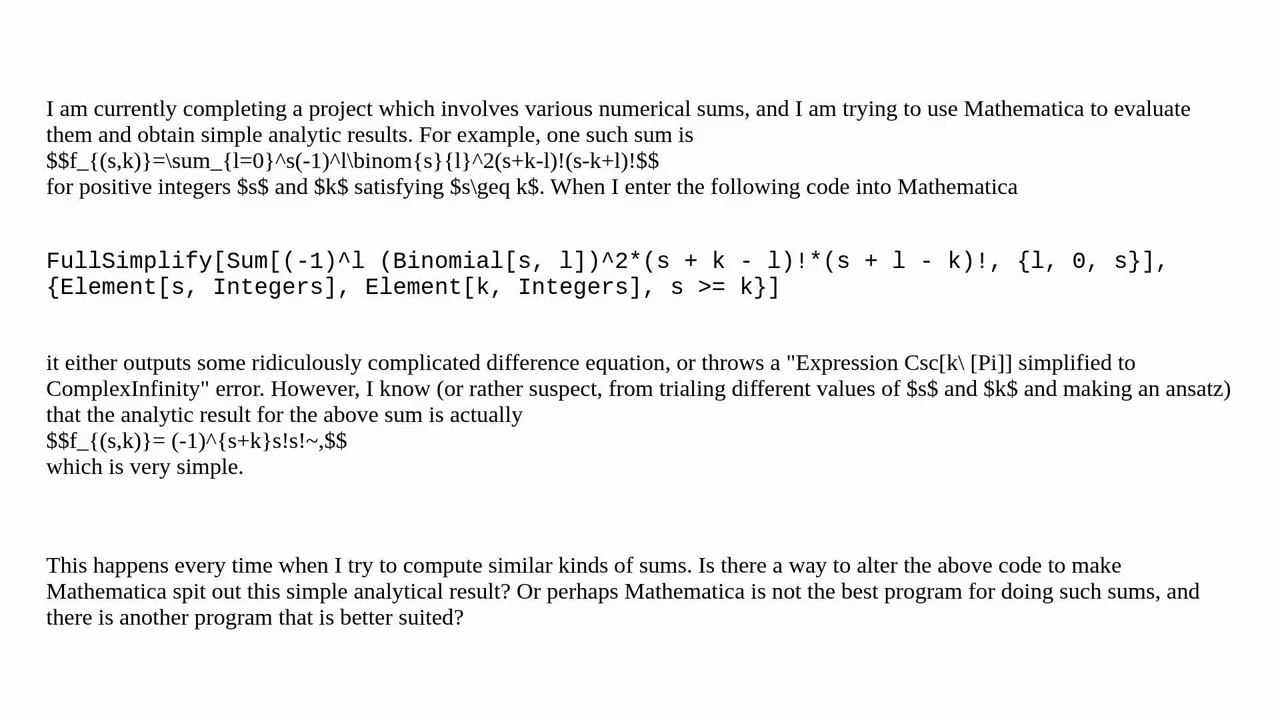 I am currently completing a project which involves various numerical sums, and I am trying to use Mathematica to evaluate
them and obtain simple analytic results. For example, one such sum is
$$f_{(s,k)}=\sum_{l=0}^s(-1)^l\binom{s}{l}^2(s+k-l)!(s-k+l)!$$
for positive integers $s$ and $k$ satisfying $s\geq k$. When I enter the following code into Mathematica
FullSimplify[Sum[(-1)^l (Binomial[s, l])^2*(s + k - l)!*(s + l - k)!, {l, 0, s}],
{Element[s, Integers], Element[k, Integers], s >= k}]
it either outputs some ridiculously complicated difference equation, or throws a "Expression Csc[k\ [Pi]] simplified to
ComplexInfinity" error. However, I know (or rather suspect, from trialing different values of $s$ and $k$ and making an ansatz)
that the analytic result for the above sum is actually
$$f_{(s,k)}= (-1)^{s+k}s!s!~,$$
which is very simple.
This happens every time when I try to compute similar kinds of sums. Is there a way to alter the above code to make
Mathematica spit out this simple analytical result? Or perhaps Mathematica is not the best program for doing such sums, and
there is another program that is better suited?